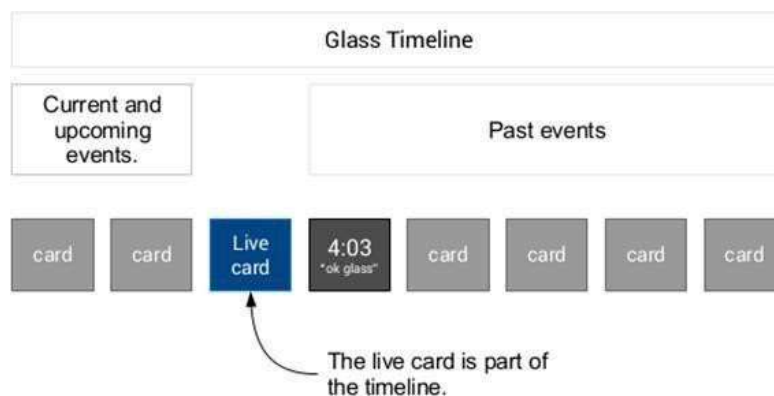 Glass Timeline
Current and
upcoming
events.
Past events
card
card
Live
card
4:03
"ok glass"
card
card
card
card
The live card is part of
the timeline.